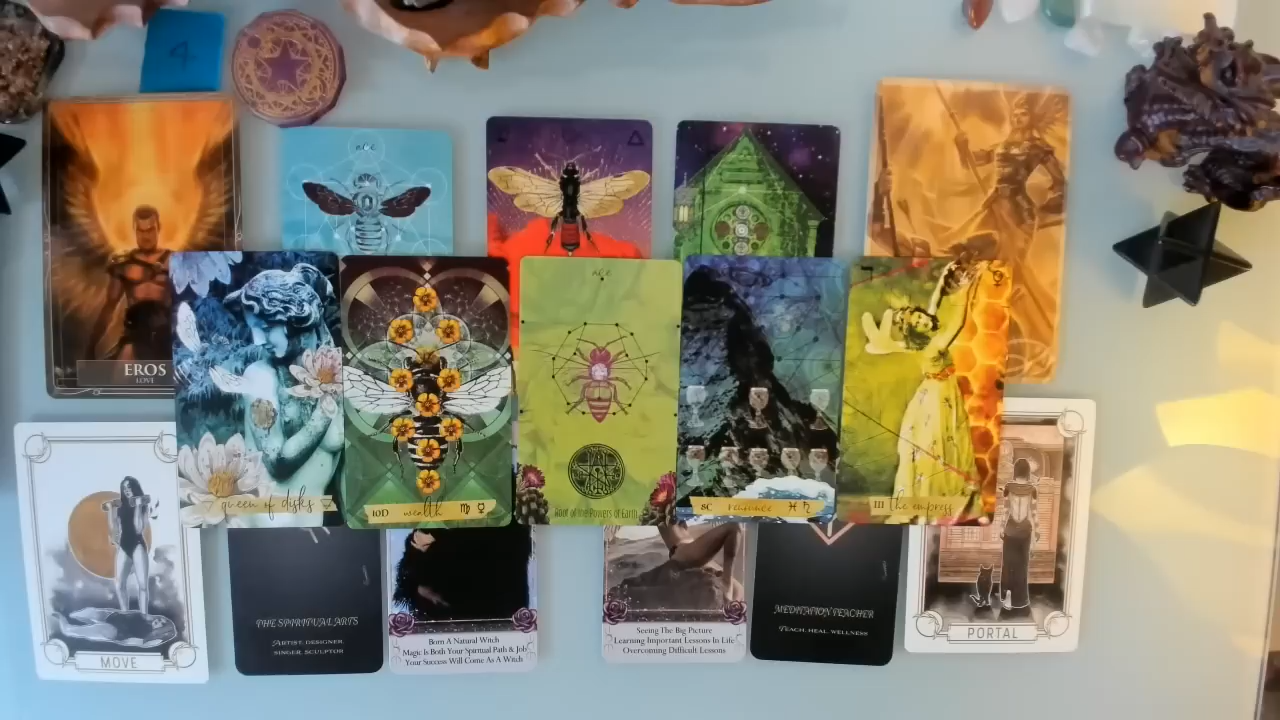 4
ace
EROS
LOVE
queen of disks
10D wealth
ace
Root of the Powers of Earth
8C
III the empress
MOVE
THE SPIRITUAL ARTS
ARTIST, DESIGNER,
SINGER SCULPTOR
Born A Natural Witch
Magic Is Both Your Spiritual Path & Job
Your Success Will Come As A Witch
Seeing The Big Picture
Learning Important Lessons In Life
Overcoming Difficult Lessons
MEDITATION TEACHER
TEACH, HEAL, WELLNESS
PORTAL